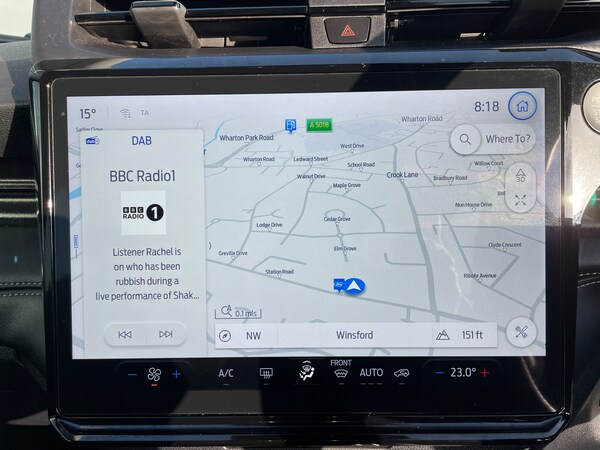 15°
TA
8:18
DAB
BBC Radio1
BBC
RADIO 1
Listener Rachel is
on who has been
rubbish during a
live performance of Shak...
A 5018
Wharton Road
Wharton Park Road
Where To?
West Drive
Wharton Road
Ledward Street
School Road
Willow Court
Walnut Drive
Crook Lane
Bradbury Road
3D
Maple Grove
Nun House Drive
Cedar Grove
Lodge Drive
Clyde Crescent
Greville Drive
Elm Grove
Station Road
Ribble Avenue
0.1 mls
NW
Winsford
151 ft
FRONT
A/C
AUTO
23.0°